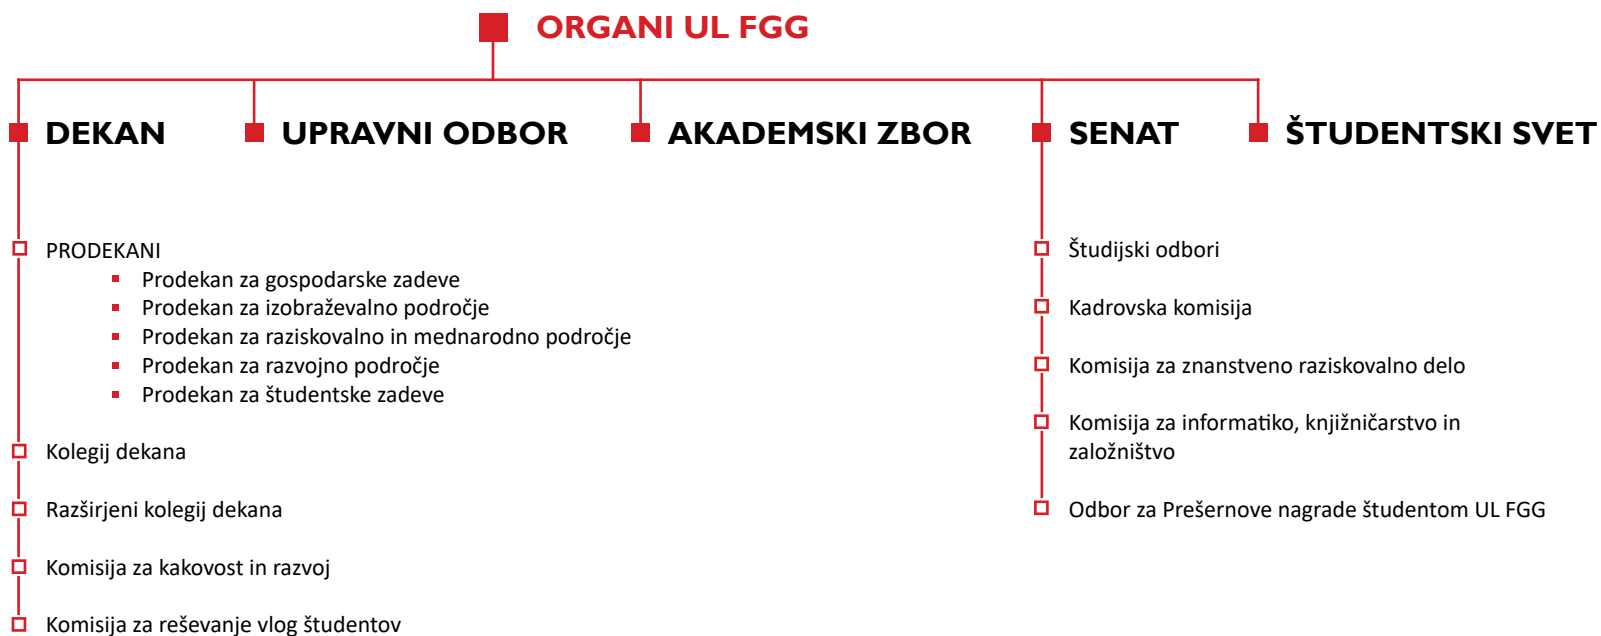 ORGANI UL FGG
DEKAN
UPRAVNI ODBOR
AKADEMSKI ZBOR
SENAT
ŠTUDENTSKI SVET
PRODEKANI
Prodekan za gospodarske zadeve
Prodekan za izobraževalno področje
Prodekan za raziskovalno in mednarodno področje
Prodekan za razvojno področje
Prodekan za študentske zadeve
Kolegij dekana
Razširjeni kolegij dekana
Komisija za kakovost in razvoj
Komisija za reševanje vlog študentov
Študijski odbori
Kadrovska komisija
Komisija za znanstveno raziskovalno delo
Komisija za informatiko, knjižničarstvo in
založništvo
Odbor za Prešernove nagrade študentom UL FGG